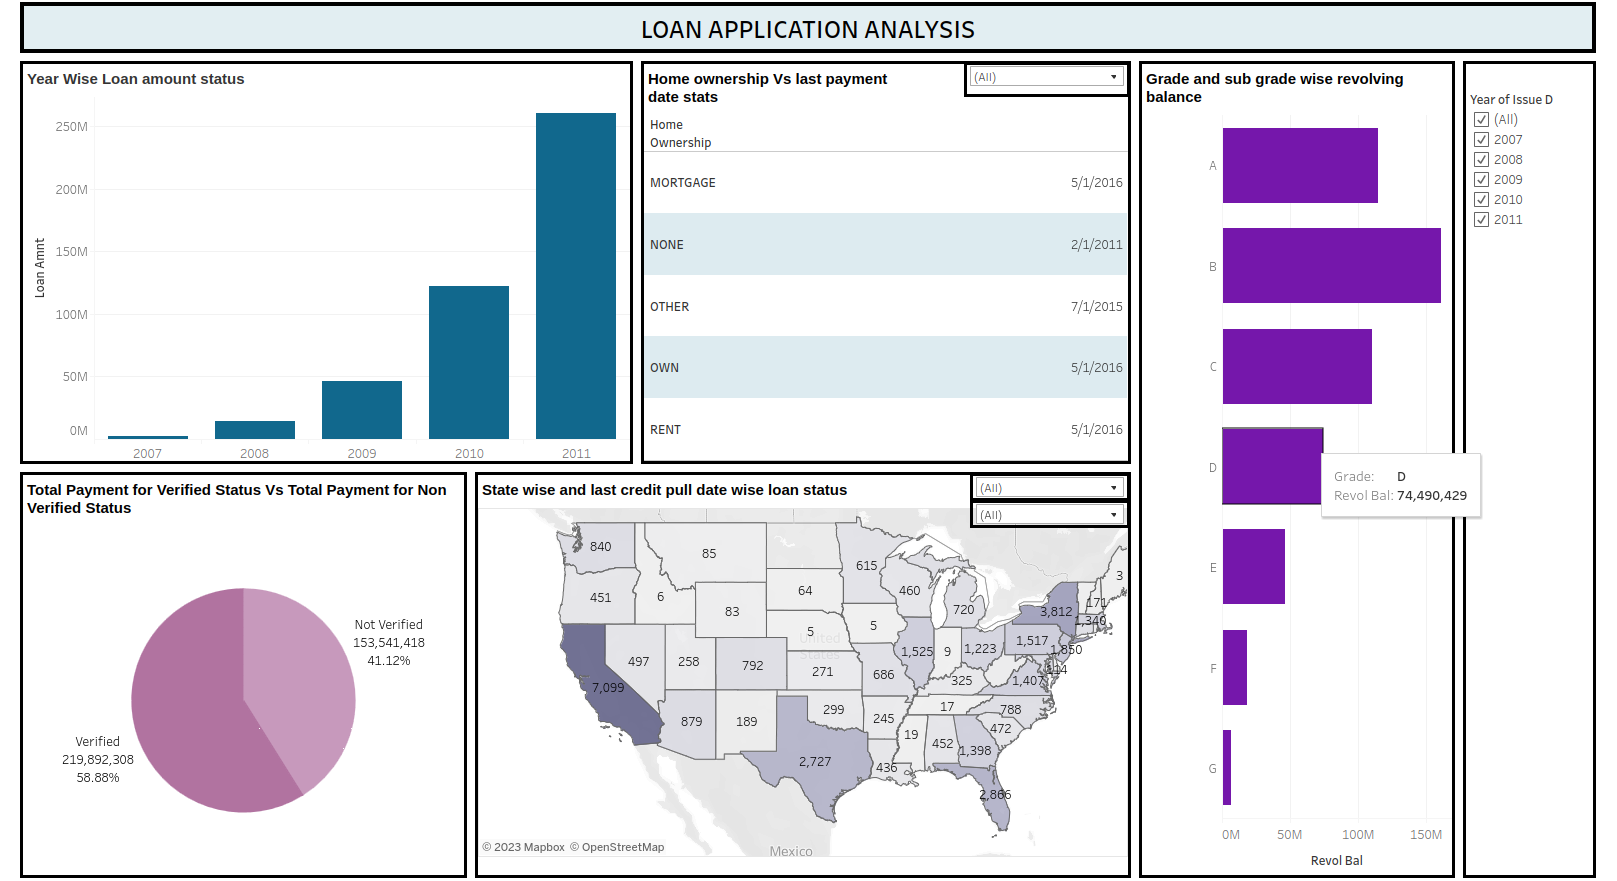 LOAN APPLICATION ANALYSIS
Year Wise Loan amount status
250M
200M
150M
100M
50M
0M
Loan Amnt
2007 2008 2009 2010 2011
Home ownership Vs last payment
date stats
(All)
Home
Ownership
MORTGAGE 5/1/2016
NONE 2/1/2011
OTHER 7/1/2015
OWN 5/1/2016
RENT 5/1/2016
Grade and sub grade wise revolving
balance
A
B
C
D
E
F
G
0M 50M 100M 150M
Revol Bal
Grade: D
Revol Bal: 74,490,429
Year of Issue D
(All)
2007
2008
2009
2010
2011
Total Payment for Verified Status Vs Total Payment for Non
Verified Status
Not Verified
153,541,418
41.12%
Verified
219,892,308
58.88%
State wise and last credit pull date wise loan status
(All)
(All)
840
85
615
3
451
6
64
460
83
720
3,812
171
1,340
5
5
United
States
497
258
792
271
686
1,525
9
1,223
1,517
1,850
325
1,407
7,099
879
189
299
245
17
788
472
19
452
1,398
2,727
436
2,866
Mexico
© 2023 Mapbox © OpenStreetMap